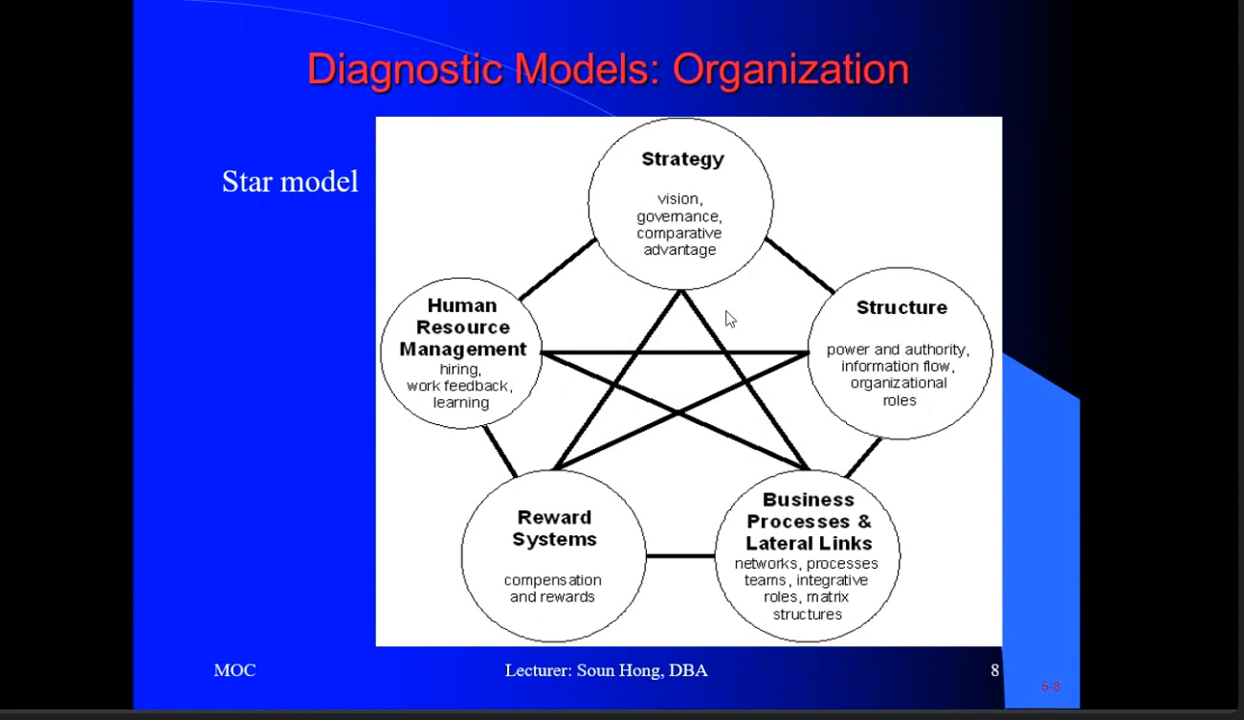 Diagnostic Models: Organization
Star model
Strategy
vision,
governance,
comparative
advantage
Human
Resource
Management
hiring,
work feedback,
learning
Structure
power and authority,
information flow,
organizational
roles
Reward
Systems
compensation
and rewards
Business
Processes &
Lateral Links
networks, processes
teams, integrative
roles, matrix
structures
MOC
Lecturer: Soun Hong, DBA
8
5-8